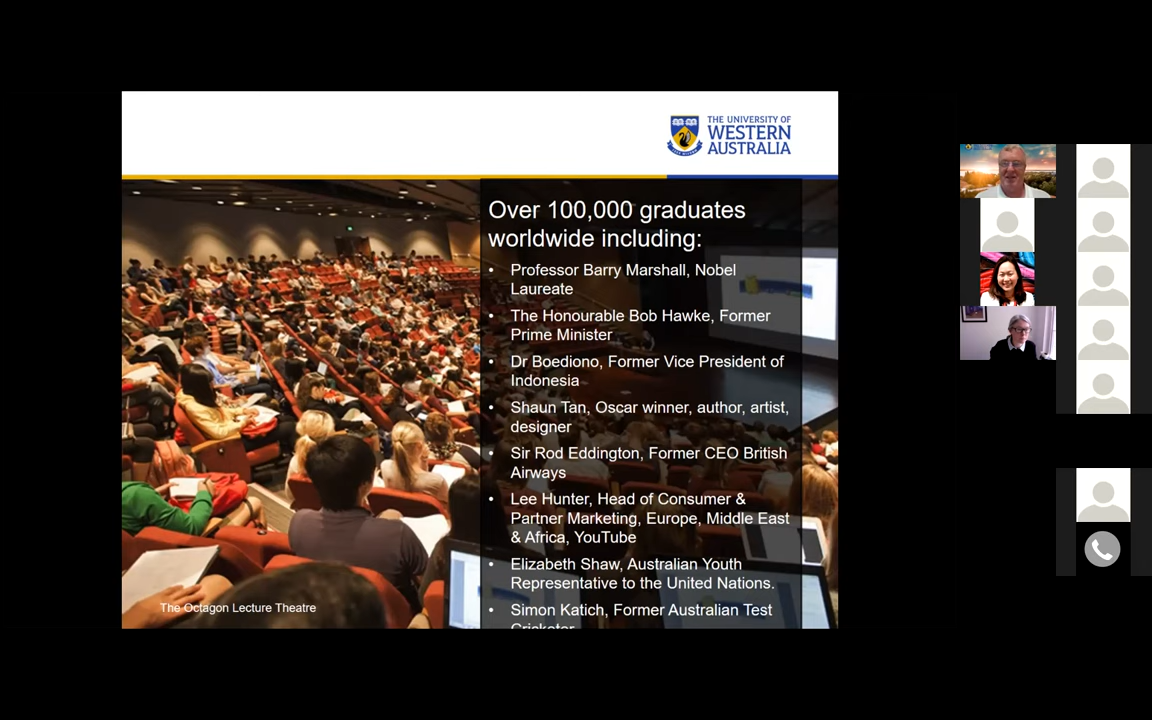 THE UNIVERSITY OF
WESTERN
AUSTRALIA
Over 100,000 graduates
worldwide including:
• Professor Barry Marshall, Nobel
Laureate
• The Honourable Bob Hawke, Former
Prime Minister
• Dr Boediono, Former Vice President of
Indonesia
• Shaun Tan, Oscar winner, author, artist,
designer
• Sir Rod Eddington, Former CEO British
Airways
• Lee Hunter, Head of Consumer &
Partner Marketing, Europe, Middle East
& Africa, YouTube
• Elizabeth Shaw, Australian Youth
Representative to the United Nations.
• Simon Katich, Former Australian Test
Cricketer
The Octagon Lecture Theatre